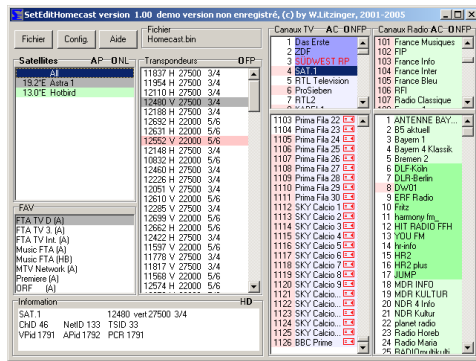 SetEditHomecast version 1.00 demo version non enregistré, (c) by W.Litzinger, 2001-2005
Fichier
Config.
Aide
Fichier
Homecast.bin
Satellites AP ONL
All
19.2°E Astra 1
13.0°E Hotbird
FAV
FTA TV D (A)
FTA TV 3. (A)
FTA TV Int. (A)
Music FTA (A)
Music FTA (HB)
MTV Network (A)
Premiere (A)
ORF (A)
Transpondeurs OFP
11837 H 27500 3/4
11954 H 27500 3/4
12110 H 27500 3/4
12480 V 27500 3/4
12188 H 27500 3/4
12692 H 22000 5/6
12631 H 22000 5/6
12552 V 22000 5/6
12148 H 27500 3/4
10832 H 22000 5/6
12460 H 27500 3/4
12226 H 27500 3/4
12051 V 27500 3/4
12610 V 22000 5/6
12285 V 27500 3/4
12699 V 22000 5/6
12662 H 22000 5/6
12422 H 27500 3/4
11597 V 22000 5/6
11778 V 27500 3/4
11817 V 27500 3/4
11568 V 22000 5/6
12574 H 22000 5/6
Information HD
SAT.1 12480 vert 27500 3/4
ChID 46 NetID 133 TSID 33
VPid 1791 APid 1792 PCR 1791
Canaux TV AC ONFP
1 Das Erste
2 ZDF
3 SÜDWEST RP
4 SAT.1
5 RTL Television
6 ProSieben
7 RTL2
8 KABEL1
1103 Prima Fila 22
1104 Prima Fila 23
1105 Prima Fila 24
1106 Prima Fila 25
1107 Prima Fila 26
1108 Prima Fila 27
1109 Prima Fila 28
1110 Prima Fila 29
1111 Prima Fila 30
1112 SKY Calcio 1
1113 SKY Calcio 2
1114 SKY Calcio 3
1115 SKY Calcio 4
1116 SKY Calcio 5
1117 SKY Calcio 6
1118 SKY Calcio 7
1119 SKY Calcio 8
1120 SKY Calcio 9
1121 SKY Calcio...
1122 SKY Calcio...
1123 SKY Calcio...
1124 SKY Calcio...
1125 SKY Calcio...
1126 BBC Prime
Canaux Radio AC ONFP
101 France Musiques
102 FIP
103 France Info
104 France Inter
105 France Bleu
106 RFI
107 Radio Classique
1 ANTENNE BAY...
2 B5 aktuell
3 Bayern 1
4 Bayern 4 Klassik
5 Bremen 2
6 DLF-Köln
7 DLR-Berlin
8 DW01
9 ERF Radio
10 Fritz
11 harmony fm_
12 HIT RADIO FFH
13 YOU FM
14 hr-info
15 HR2
16 HR2 plus
17 JUMP
18 MDR INFO
19 MDR KULTUR
20 NDR 4 Info
21 NDR Kultur
22 planet radio
23 Radio Horeb
24 Radio Maria
25 RADIOmultikulti